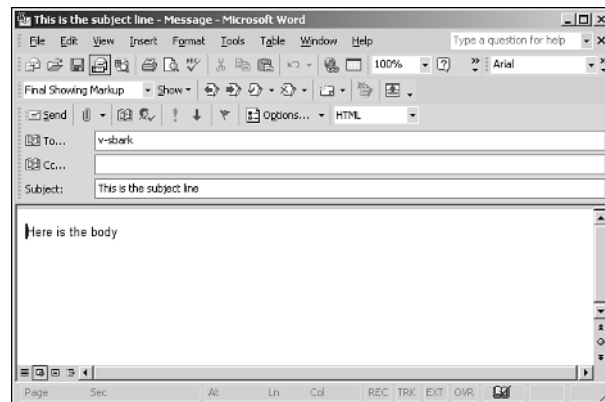 This is the subject line - Message - Microsoft Word
File Edit View Insert Format Tools Table Window Help Type a question for help
100% Arial
Final Showing Markup Show
Send Options... HTML
To... v-sbark
Cc...
Subject: This is the subject line
Here is the body
Page Sec At Ln Col REC TRK EXT OVR